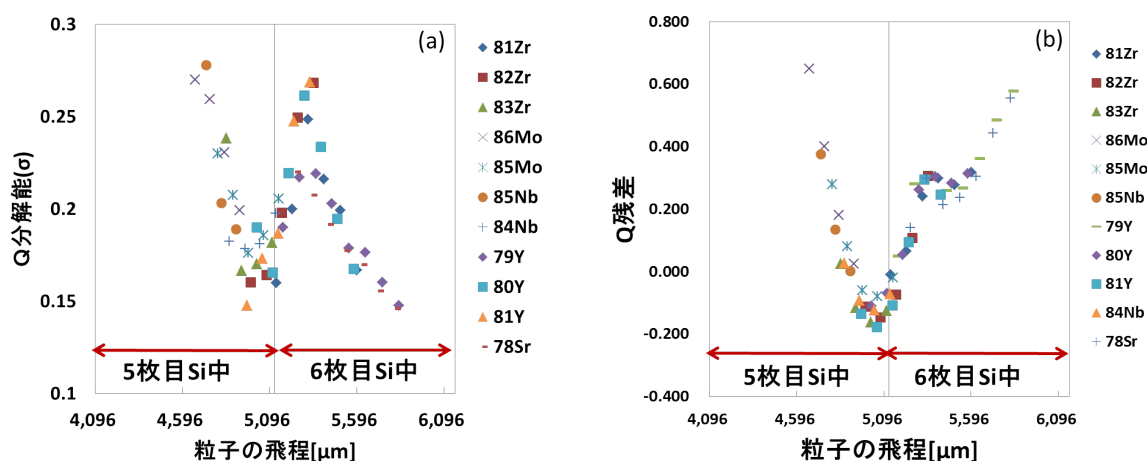 (a)
Q分解能(σ)
0.3
0.25
0.2
0.15
0.1
5枚目Si中
6枚目Si中
4,096
4,596
5,096
5,596
6,096
粒子の飛程[μm]
81Zr
82Zr
83Zr
86Mo
85Mo
85Nb
84Nb
79Y
80Y
81Y
78Sr
(b)
Q残差
0.800
0.600
0.400
0.200
0.000
-0.200
-0.400
5枚目Si中
6枚目Si中
4,096
4,596
5,096
5,596
6,096
粒子の飛程[μm]
81Zr
82Zr
83Zr
86Mo
85Mo
85Nb
79Y
80Y
81Y
84Nb
78Sr